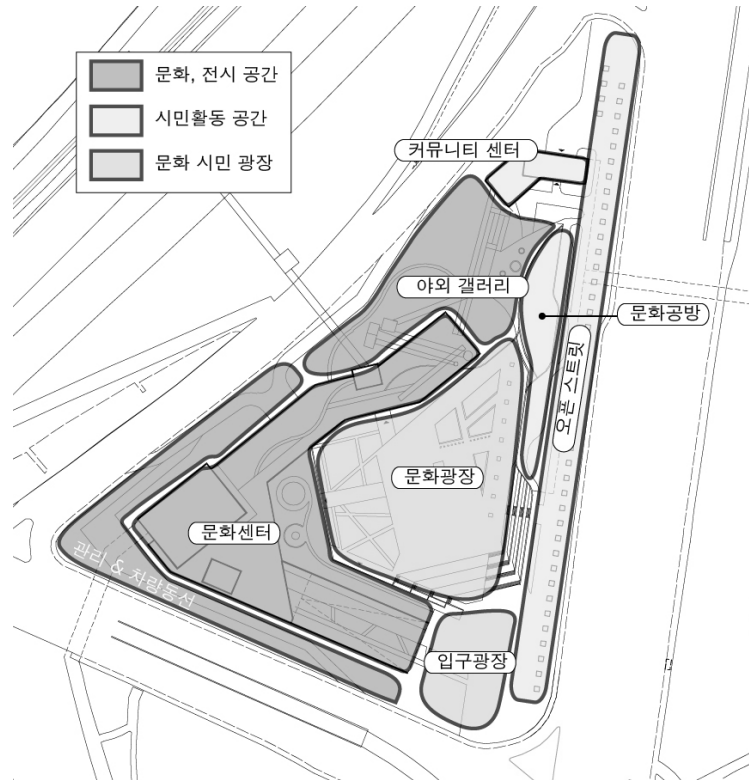 문화, 전시 공간
시민활동 공간
문화 시민 광장
커뮤니티 센터
야외 갤러리
문화공방
오픈 스트릿
문화광장
문화센터
관리 & 차량동선
입구광장